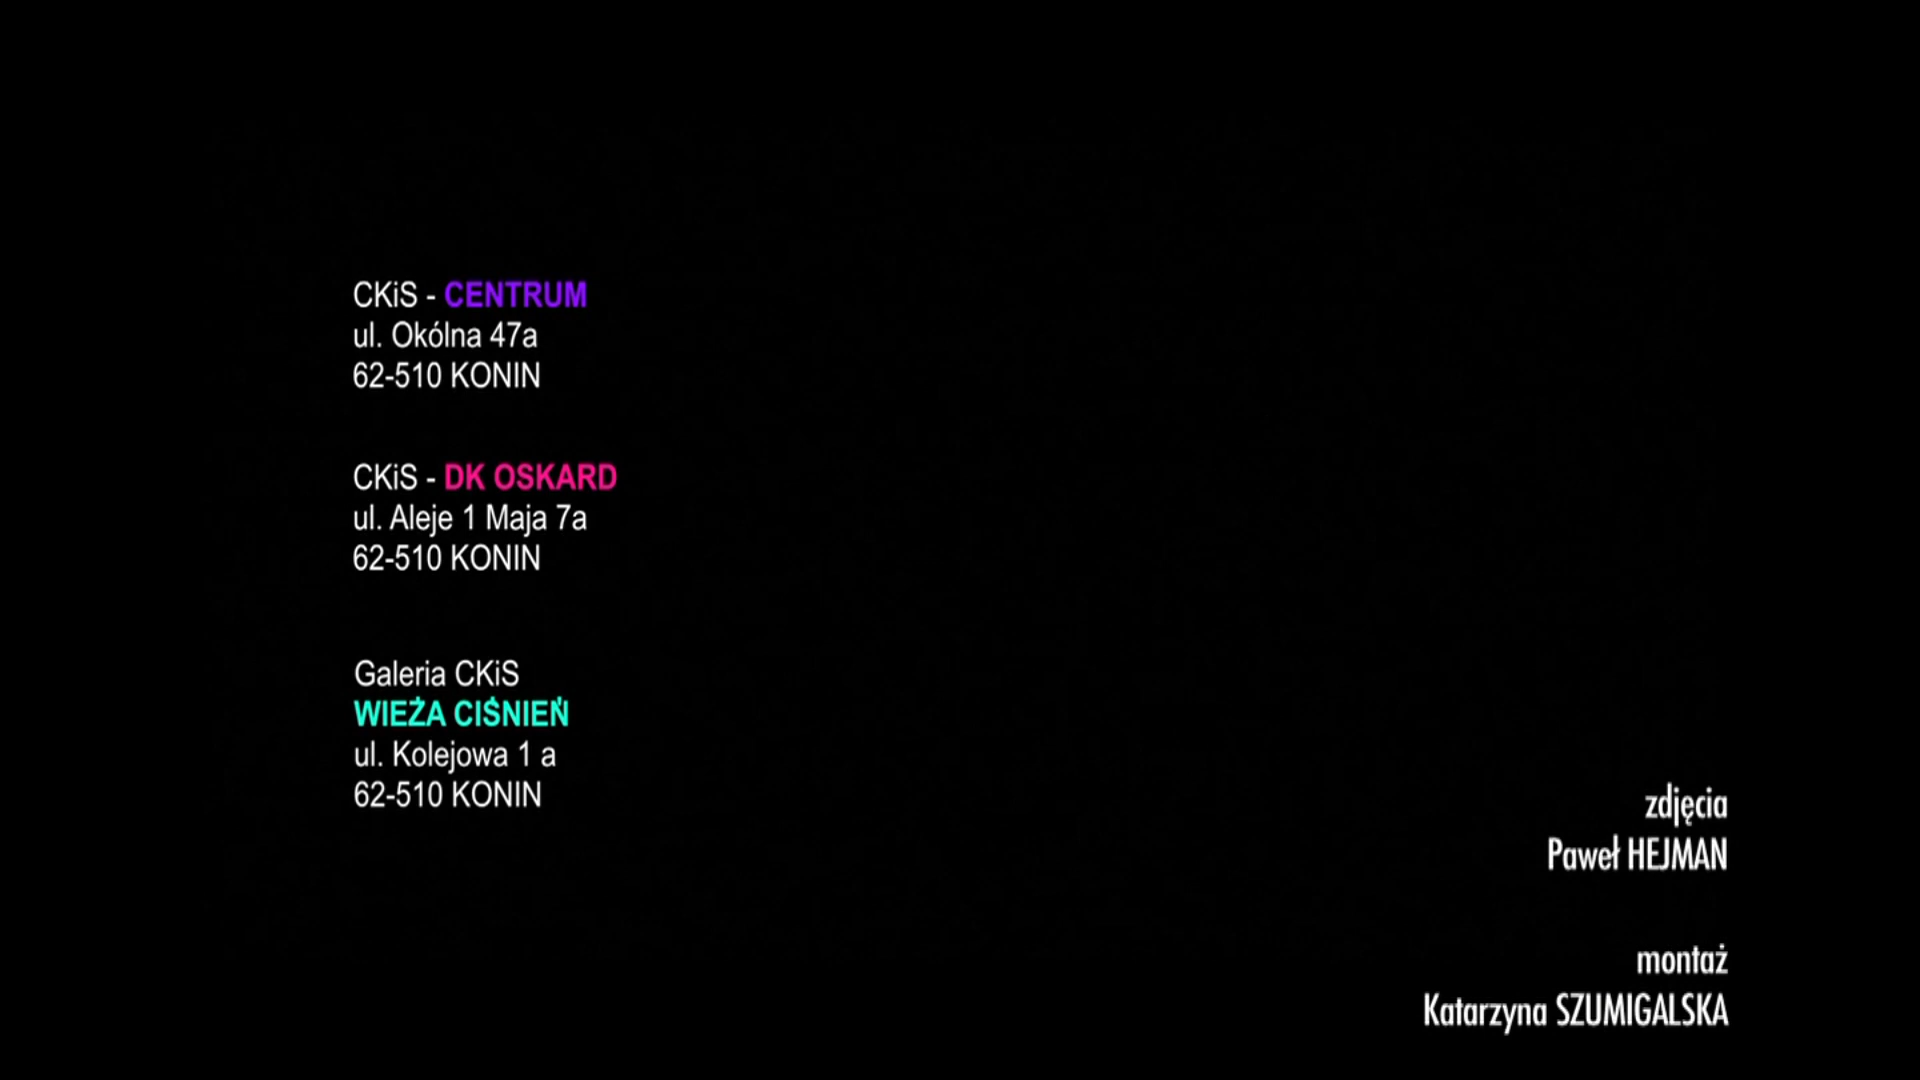 CKiS - CENTRUM
ul. Okólna 47a
62-510 KONIN
CKiS - DK OSKARD
ul. Aleje 1 Maja 7a
62-510 KONIN
Galeria CKiS
WIEŻA CIŚNIEŃ
ul. Kolejowa 1 a
62-510 KONIN
zdjęcia
Paweł HEJMAN
montaż
Katarzyna SZUMIGALSKA